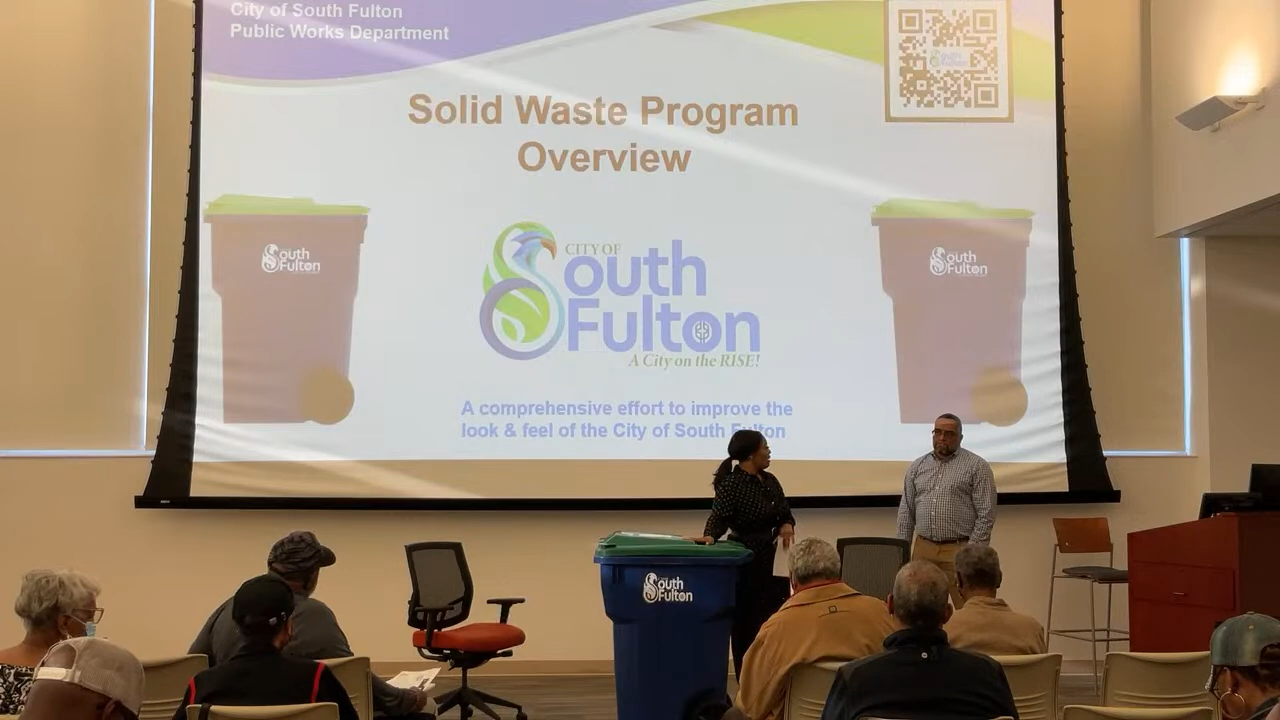 City of South Fulton
Public Works Department
Solid Waste Program
Overview
South
Fulton
South
Fulton
CITY OF
South
Fulton
A City on the RISE!
A comprehensive effort to improve the
look & feel of the City of South Fulton
South
Fulton